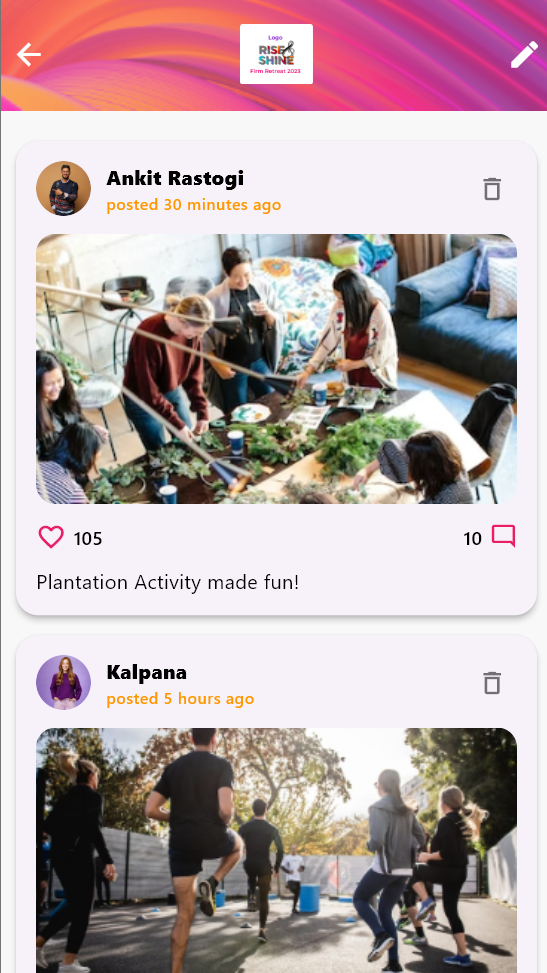 Logo
RISE &
SHINE
Firm Retreat 2023
Ankit Rastogi
posted 30 minutes ago
105
10
Plantation Activity made fun!
Kalpana
posted 5 hours ago